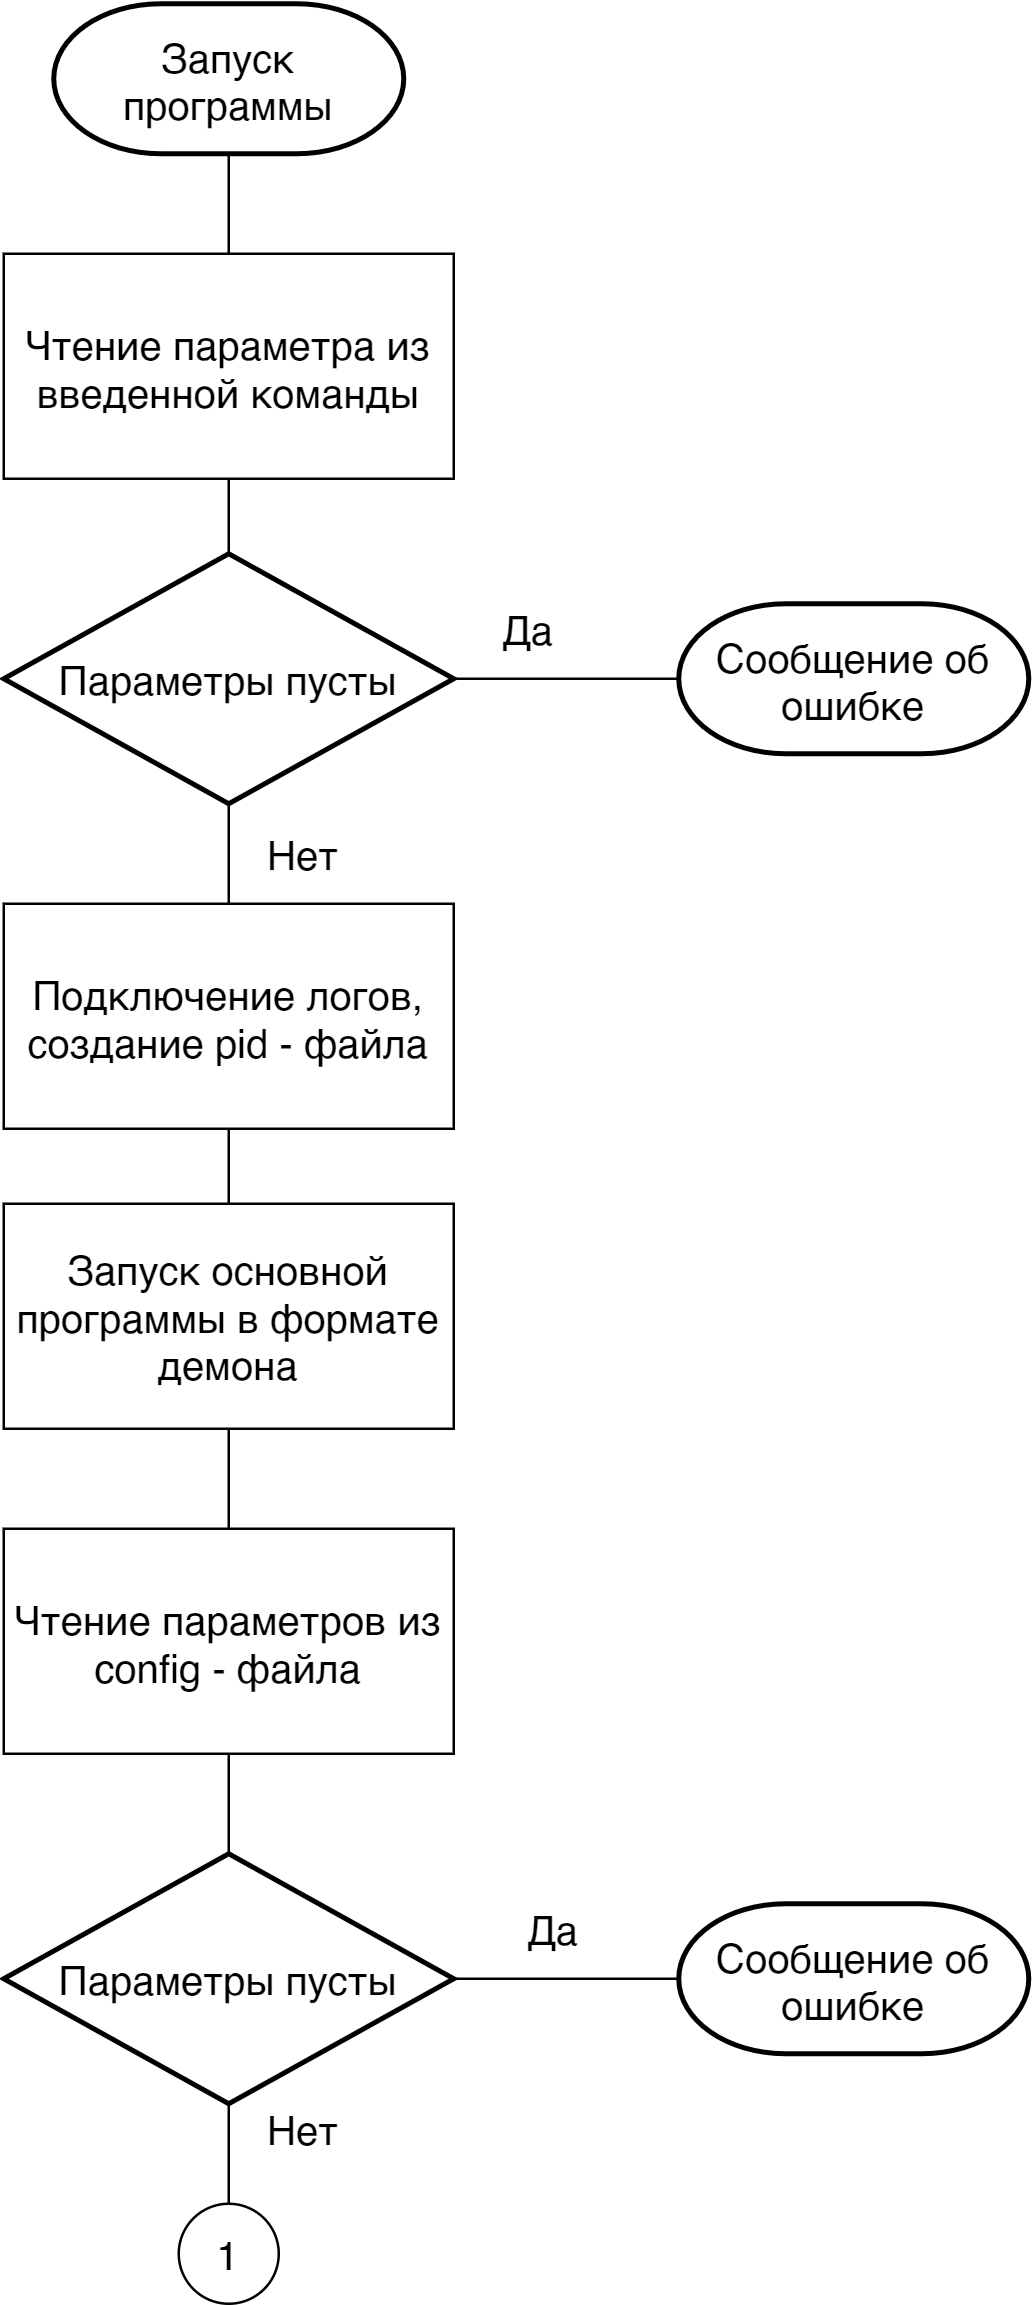 Запуск
программы
Чтение параметра из
введенной команды
Параметры пусты
Да
Сообщение об
ошибке
Нет
Подключение логов,
создание pid - файла
Запуск основной
программы в формате
демона
Чтение параметров из
config - файла
Параметры пусты
Да
Сообщение об
ошибке
Нет
1